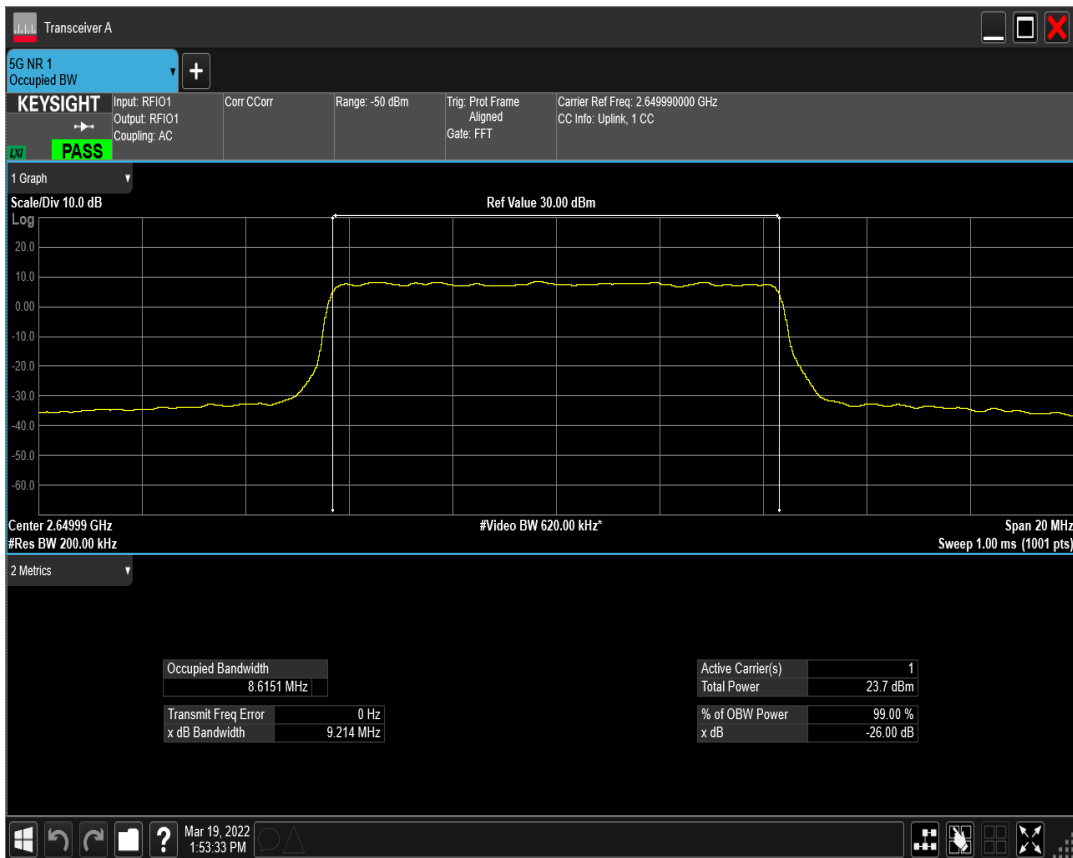 Transceiver A
5G NR 1
Occupied BW
+
KEYSIGHT
LXI
PASS
Input: RFIO1
Output: RFIO1
Coupling: AC
Corr CCorr
Range: -50 dBm
Trig: Prot Frame
Aligned
Gate: FFT
Carrier Ref Freq: 2.649990000 GHz
CC Info: Uplink, 1 CC
1 Graph
Scale/Div 10.0 dB
Ref Value 30.00 dBm
Log
20.0
10.0
0.00
-10.0
-20.0
-30.0
-40.0
-50.0
-60.0
Center 2.64999 GHz
#Video BW 620.00 kHz*
Span 20 MHz
#Res BW 200.00 kHz
Sweep 1.00 ms (1001 pts)
2 Metrics
Occupied Bandwidth
8.6151 MHz
Transmit Freq Error 0 Hz
x dB Bandwidth 9.214 MHz
Active Carrier(s) 1
Total Power 23.7 dBm
% of OBW Power 99.00 %
x dB -26.00 dB
?
Mar 19, 2022
1:53:33 PM